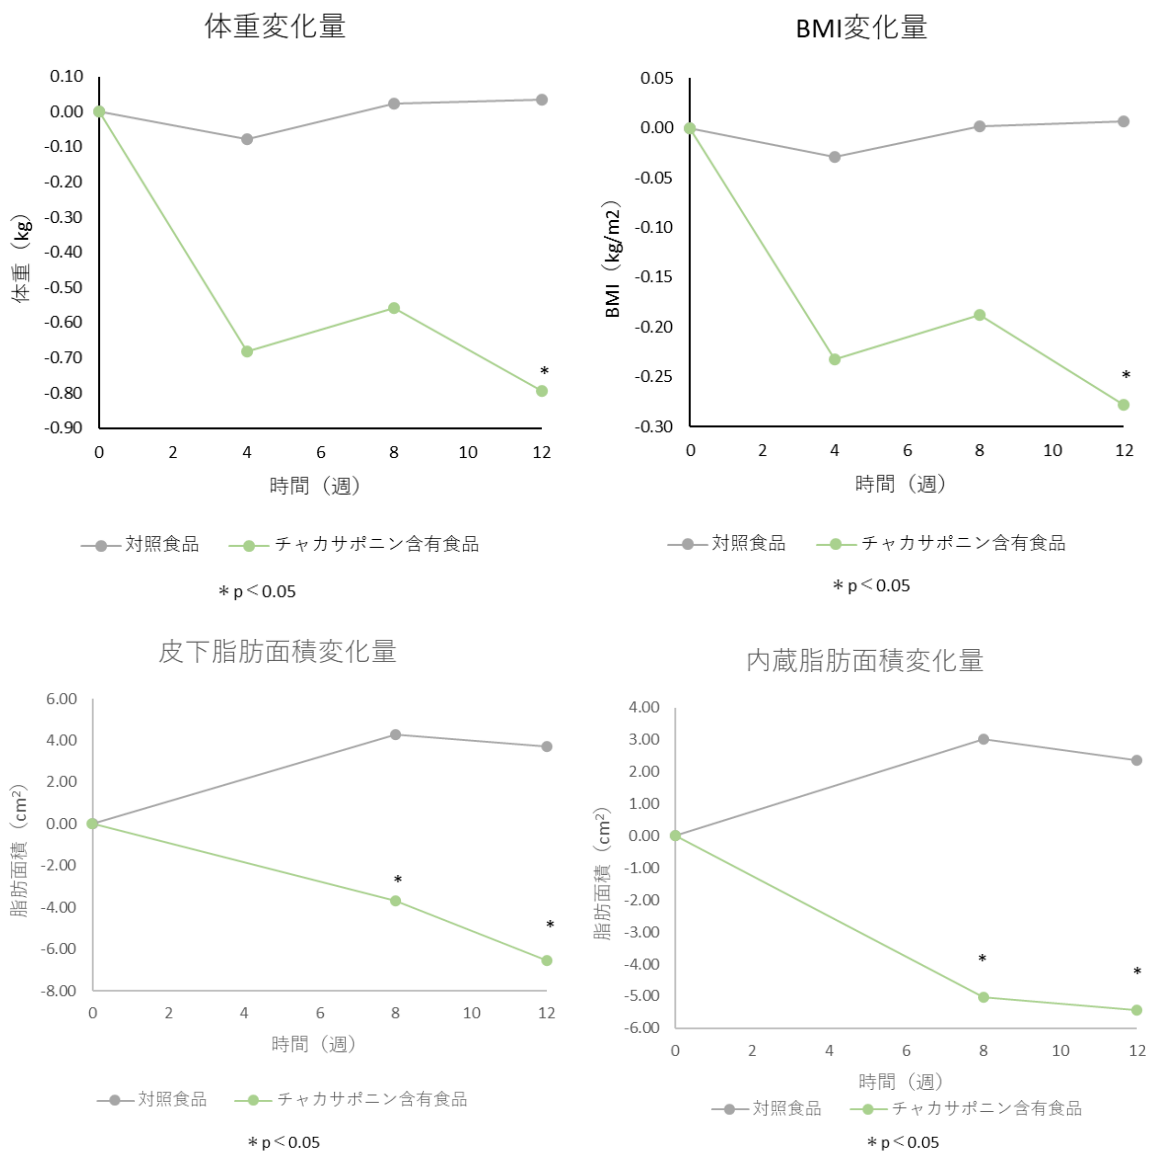 体重変化量
0.10
0.00
-0.10
-0.20
-0.30
-0.40
-0.50
-0.60
-0.70
-0.80
-0.90
体重（kg）
*
0 2 4 6 8 10 12
時間（週）
対照食品 チャカサポニン含有食品
＊p＜0.05
BMI変化量
0.05
0.00
-0.05
-0.10
-0.15
-0.20
-0.25
-0.30
BMI（kg/m2）
*
0 2 4 6 8 10 12
時間（週）
対照食品 チャカサポニン含有食品
＊p＜0.05
皮下脂肪面積変化量
6.00
4.00
2.00
0.00
-2.00
-4.00
-6.00
-8.00
脂肪面積（cm²）
*
*
0 2 4 6 8 10 12
時間（週）
対照食品 チャカサポニン含有食品
＊p＜0.05
内蔵脂肪面積変化量
4.00
3.00
2.00
1.00
0.00
-1.00
-2.00
-3.00
-4.00
-5.00
-6.00
脂肪面積（cm²）
*
*
0 2 4 6 8 10 12
時間（週）
対照食品 チャカサポニン含有食品
＊p＜0.05